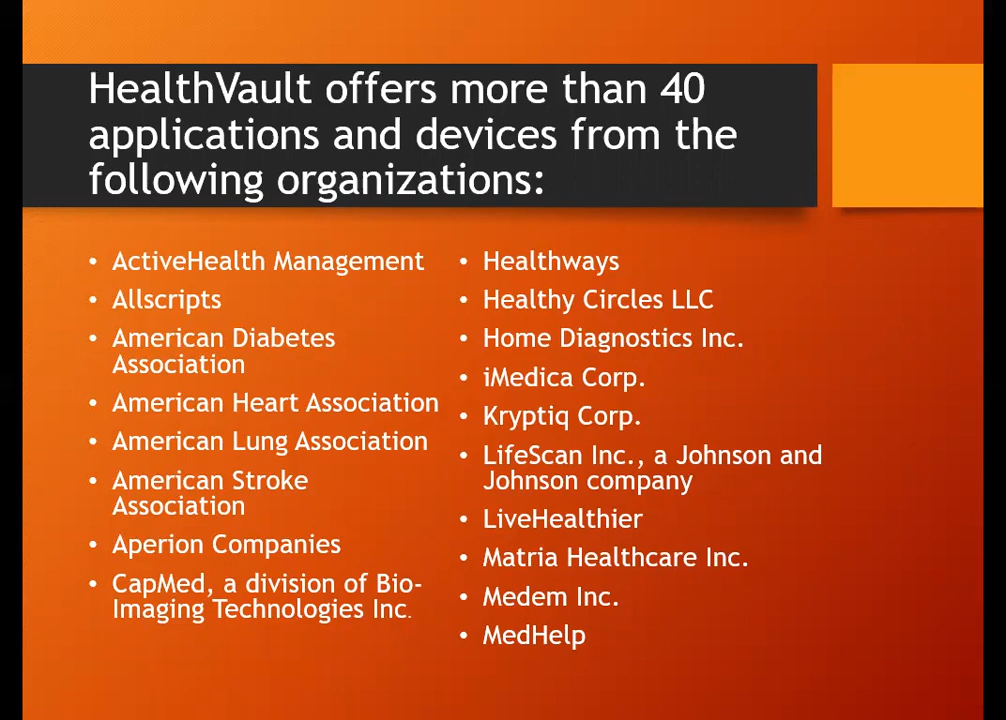 HealthVault offers more than 40
applications and devices from the
following organizations:
• ActiveHealth Management
• Allscripts
• American Diabetes
Association
• American Heart Association
• American Lung Association
• American Stroke
Association
• Aperion Companies
• CapMed, a division of Bio-
Imaging Technologies Inc.
• Healthways
• Healthy Circles LLC
• Home Diagnostics Inc.
• iMedica Corp.
• Kryptiq Corp.
• LifeScan Inc., a Johnson and
Johnson company
• LiveHealthier
• Matria Healthcare Inc.
• Medem Inc.
• MedHelp